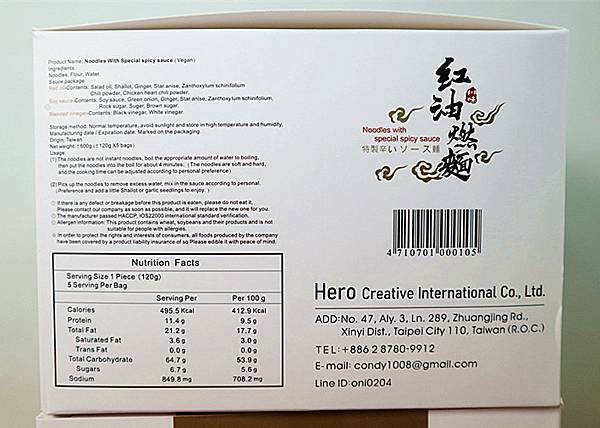 Product Name: Noodles With Special spicy sauce (Vegan)
Ingredients:
Noodles: Flour, Water.
Sauce package:
Red oil-Contents: Salad oil, Shallot, Ginger, Star anise, Zanthoxylum schinifolium
Chili powder, Chicken heart chili powder.
Soy sauce-Contents: Soy sauce, Green onion, Ginger, Star anise, Zanthoxylum schinifolium,
Rock sugar, Suger, Brown sugar.
Blanded vinegar-Contents: Black vinegar, White vinegar.
Storage method: Normal temperature, avoid sunlight and store in high temperature and humidity.
Manufacturing date / Expiration date: Marked on the packaging
Origin: Taiwan
Net weight: ±600g (±120g X5 bags)
Usage:
(1) The noodles are not instant noodles, boil the appropriate amount of water to boiling,
then put the noodles into the boil for about 4 minutes. (The noodles are soft and hard,
and the cooking time can be adjusted according to personal preference)
(2) Pick up the noodles to remove excess water, mix in the sauce according to personal.
(Preference and add a little Shallot or garlic seedlings to enjoy).
◎ If there is any defect or breakage before this product is eaten, please do not eat it,
Please contact our company as soon as possible, and it will replace the new one for you.
◎ The manufacturer passed HACCP, IOS22000 international standard verification.
◎ Allergen information: This product contains wheat, soybeans and their products and is not
suitable for people with allergies.
◎ In order to protect the rights and interests of consumers, all foods produced by the company
have been covered by a product liability insurance of so Please edible it with peace of mind.
Nutrition Facts
Serving Size 1 Piece (120g)
5 Serving Per Bag
Serving Per Per 100 g
Calories 495.5 Kcal 412.9 Kcal
Protein 11.4 g 9.5 g
Total Fat 21.2 g 17.7 g
Saturated Fat 3.6 g 3.0 g
Trans Fat 0.0 g 0.0 g
Total Carbohydrate 64.7 g 53.9 g
Sugars 6.7 g 5.6 g
Sodium 849.8 mg 708.2 mg
紅油燃麵
Noodles with
special spicy sauce
特製辛いソース麵
4 710701 000105
Hero Creative International Co., Ltd.
ADD: No. 47, Aly. 3, Ln. 289, Zhuangjing Rd.,
Xinyi Dist., Taipei City 110, Taiwan (R.O.C.)
TEL: +886 2 8780-9912
E-mail: condy1008@gmail.com
Line ID: oni0204